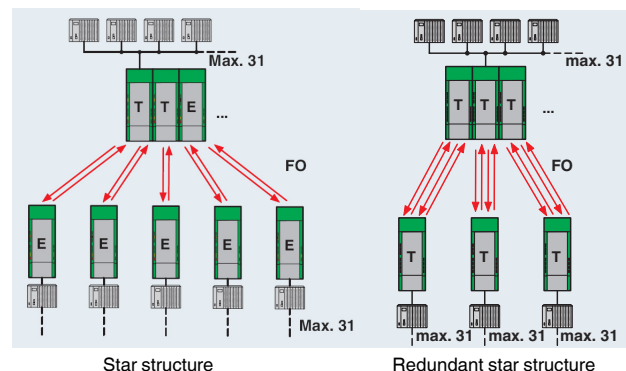 Max. 31
max. 31
T T E ...
T T T ...
FO
FO
E E E E E
T T T
Max. 31
max. 31 max. 31 max. 31
Star structure
Redundant star structure